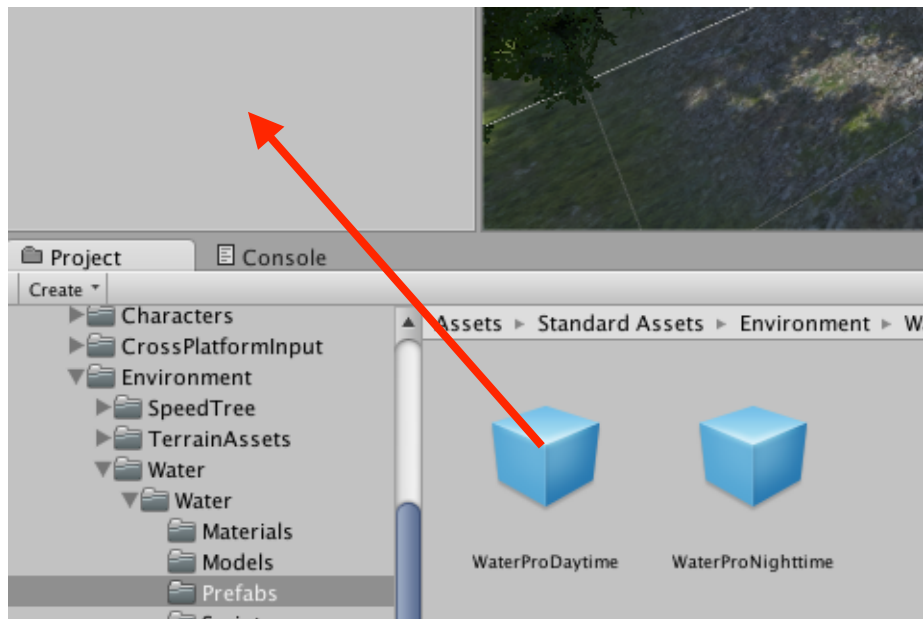 Project
Console
Create
Characters
CrossPlatformInput
Environment
SpeedTree
TerrainAssets
Water
Water
Materials
Models
Prefabs
Assets ▸ Standard Assets ▸ Environment ▸
WaterProDaytime
WaterProNighttime